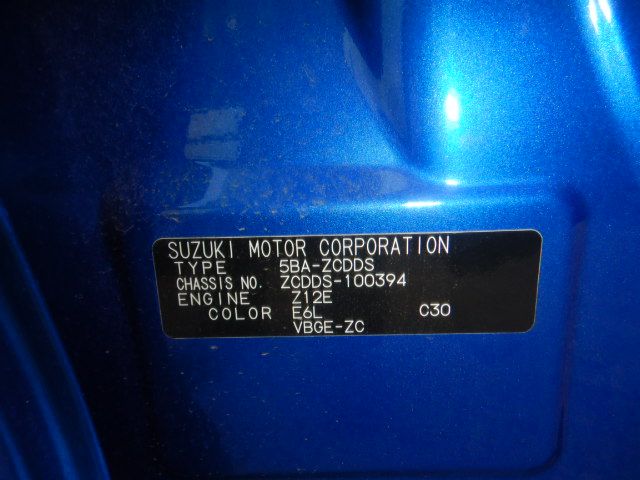 SUZUKI MOTOR CORPORATION
TYPE 5BA-ZCDDS
CHASSIS NO. ZCDDS-100394
ENGINE Z12E
COLOR E6L C30
VBGE-ZC